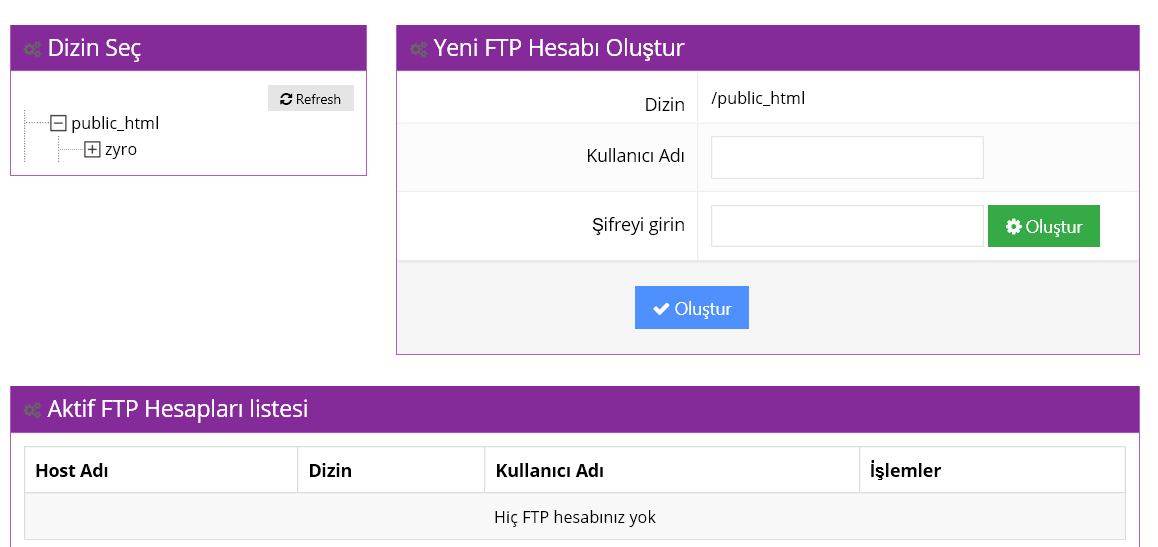 Dizin Seç
Refresh
public_html
zyro
Yeni FTP Hesabı Oluştur
Dizin /public_html
Kullanıcı Adı
Şifreyi girin Oluştur
Oluştur
Aktif FTP Hesapları listesi
Host Adı Dizin Kullanıcı Adı İşlemler
Hiç FTP hesabınız yok